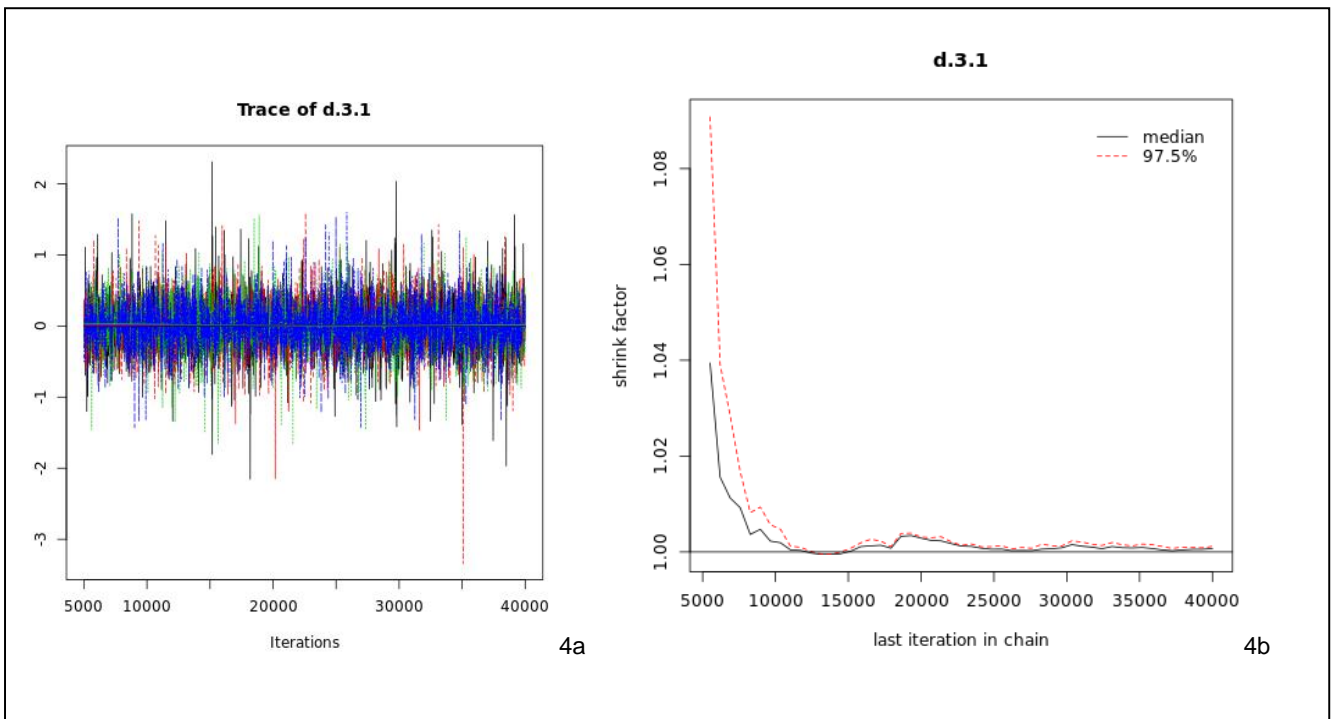 Trace of d.3.1
2
1
0
-1
-2
-3
5000 10000 20000 30000 40000
Iterations
4a
d.3.1
median
97.5%
shrink factor
1.08
1.06
1.04
1.02
1.00
5000 10000 15000 20000 25000 30000 35000 40000
last iteration in chain
4b